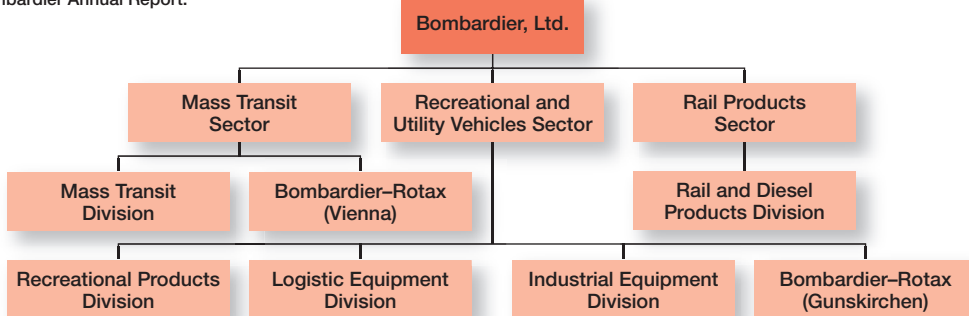 mbardier Annual Report.
Bombardier, Ltd.
Mass Transit
Sector
Recreational and
Utility Vehicles Sector
Rail Products
Sector
Mass Transit
Division
Bombardier–Rotax
(Vienna)
Rail and Diesel
Products Division
Recreational Products
Division
Logistic Equipment
Division
Industrial Equipment
Division
Bombardier–Rotax
(Gunskirchen)